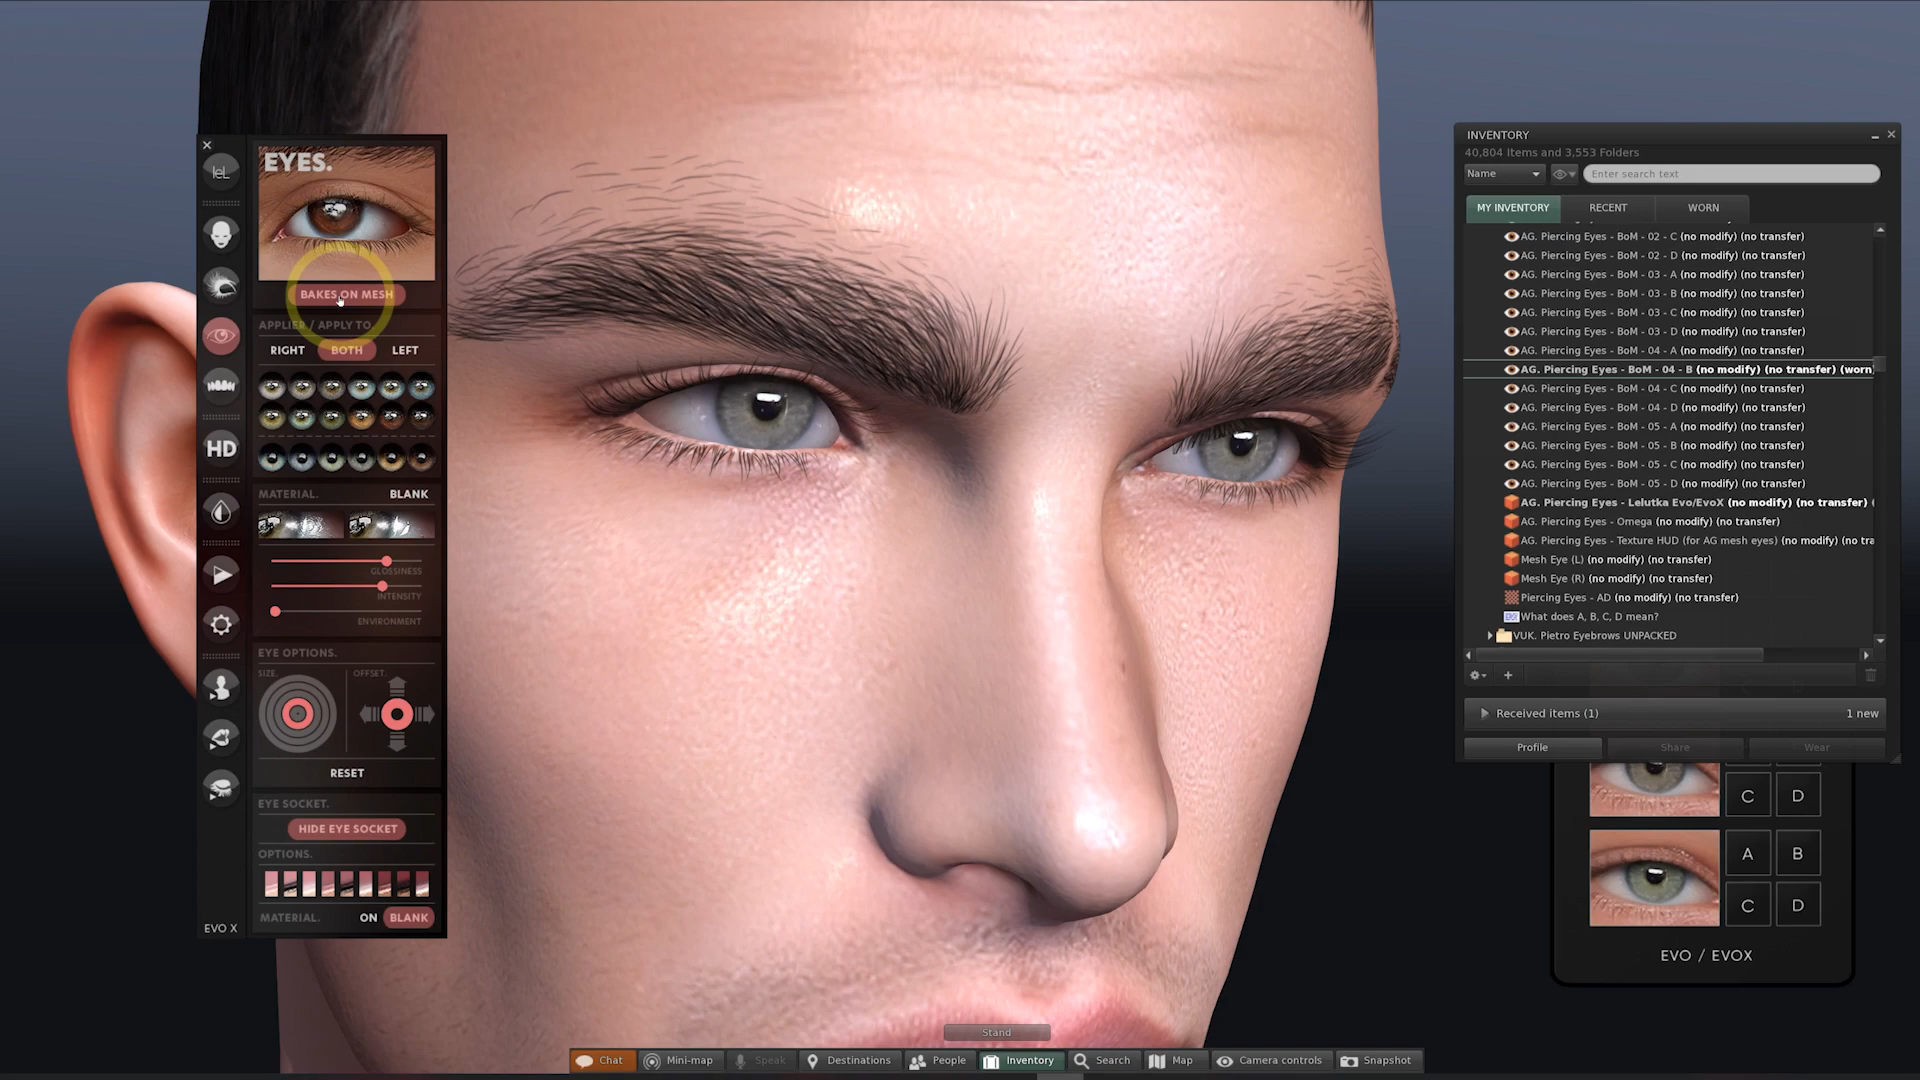 EYES.
leL
BAKES ON MESH
APPLIER / APPLY TO.
RIGHT BOTH LEFT
HD
MATERIAL. BLANK
GLOSSINESS
INTENSITY
ENVIRONMENT
EYE OPTIONS.
SIZE. OFFSET.
RESET
EYE SOCKET.
HIDE EYE SOCKET
OPTIONS.
MATERIAL. ON BLANK
EVO X
INVENTORY
40,804 Items and 3,553 Folders
Name
Enter search text
MY INVENTORY RECENT WORN
AG. Piercing Eyes - BoM - 02 - C (no modify) (no transfer)
AG. Piercing Eyes - BoM - 02 - D (no modify) (no transfer)
AG. Piercing Eyes - BoM - 03 - A (no modify) (no transfer)
AG. Piercing Eyes - BoM - 03 - B (no modify) (no transfer)
AG. Piercing Eyes - BoM - 03 - C (no modify) (no transfer)
AG. Piercing Eyes - BoM - 03 - D (no modify) (no transfer)
AG. Piercing Eyes - BoM - 04 - A (no modify) (no transfer)
AG. Piercing Eyes - BoM - 04 - B (no modify) (no transfer) (worn
AG. Piercing Eyes - BoM - 04 - C (no modify) (no transfer)
AG. Piercing Eyes - BoM - 04 - D (no modify) (no transfer)
AG. Piercing Eyes - BoM - 05 - A (no modify) (no transfer)
AG. Piercing Eyes - BoM - 05 - B (no modify) (no transfer)
AG. Piercing Eyes - BoM - 05 - C (no modify) (no transfer)
AG. Piercing Eyes - BoM - 05 - D (no modify) (no transfer)
AG. Piercing Eyes - Lelutka Evo/EvoX (no modify) (no transfer) (
AG. Piercing Eyes - Omega (no modify) (no transfer)
AG. Piercing Eyes - Texture HUD (for AG mesh eyes) (no modify) (no tra
Mesh Eye (L) (no modify) (no transfer)
Mesh Eye (R) (no modify) (no transfer)
Piercing Eyes - AD (no modify) (no transfer)
What does A, B, C, D mean?
VUK. Pietro Eyebrows UNPACKED
Received items (1) 1 new
Profile Share Wear
C D
A B
C D
EVO / EVOX
Stand
Chat Mini-map Speak Destinations People Inventory Search Map Camera controls Snapshot